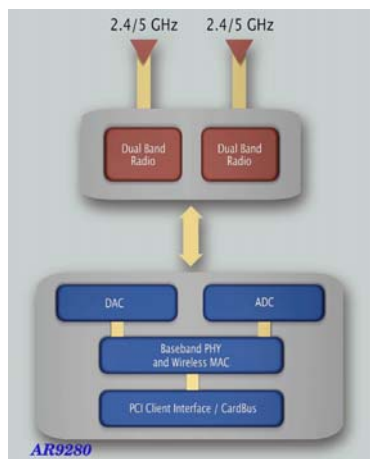 2.4/5 GHz 2.4/5 GHz
Dual Band
Radio
Dual Band
Radio
DAC
ADC
Baseband PHY
and Wireless MAC
PCI Client Interface / CardBus
AR9280